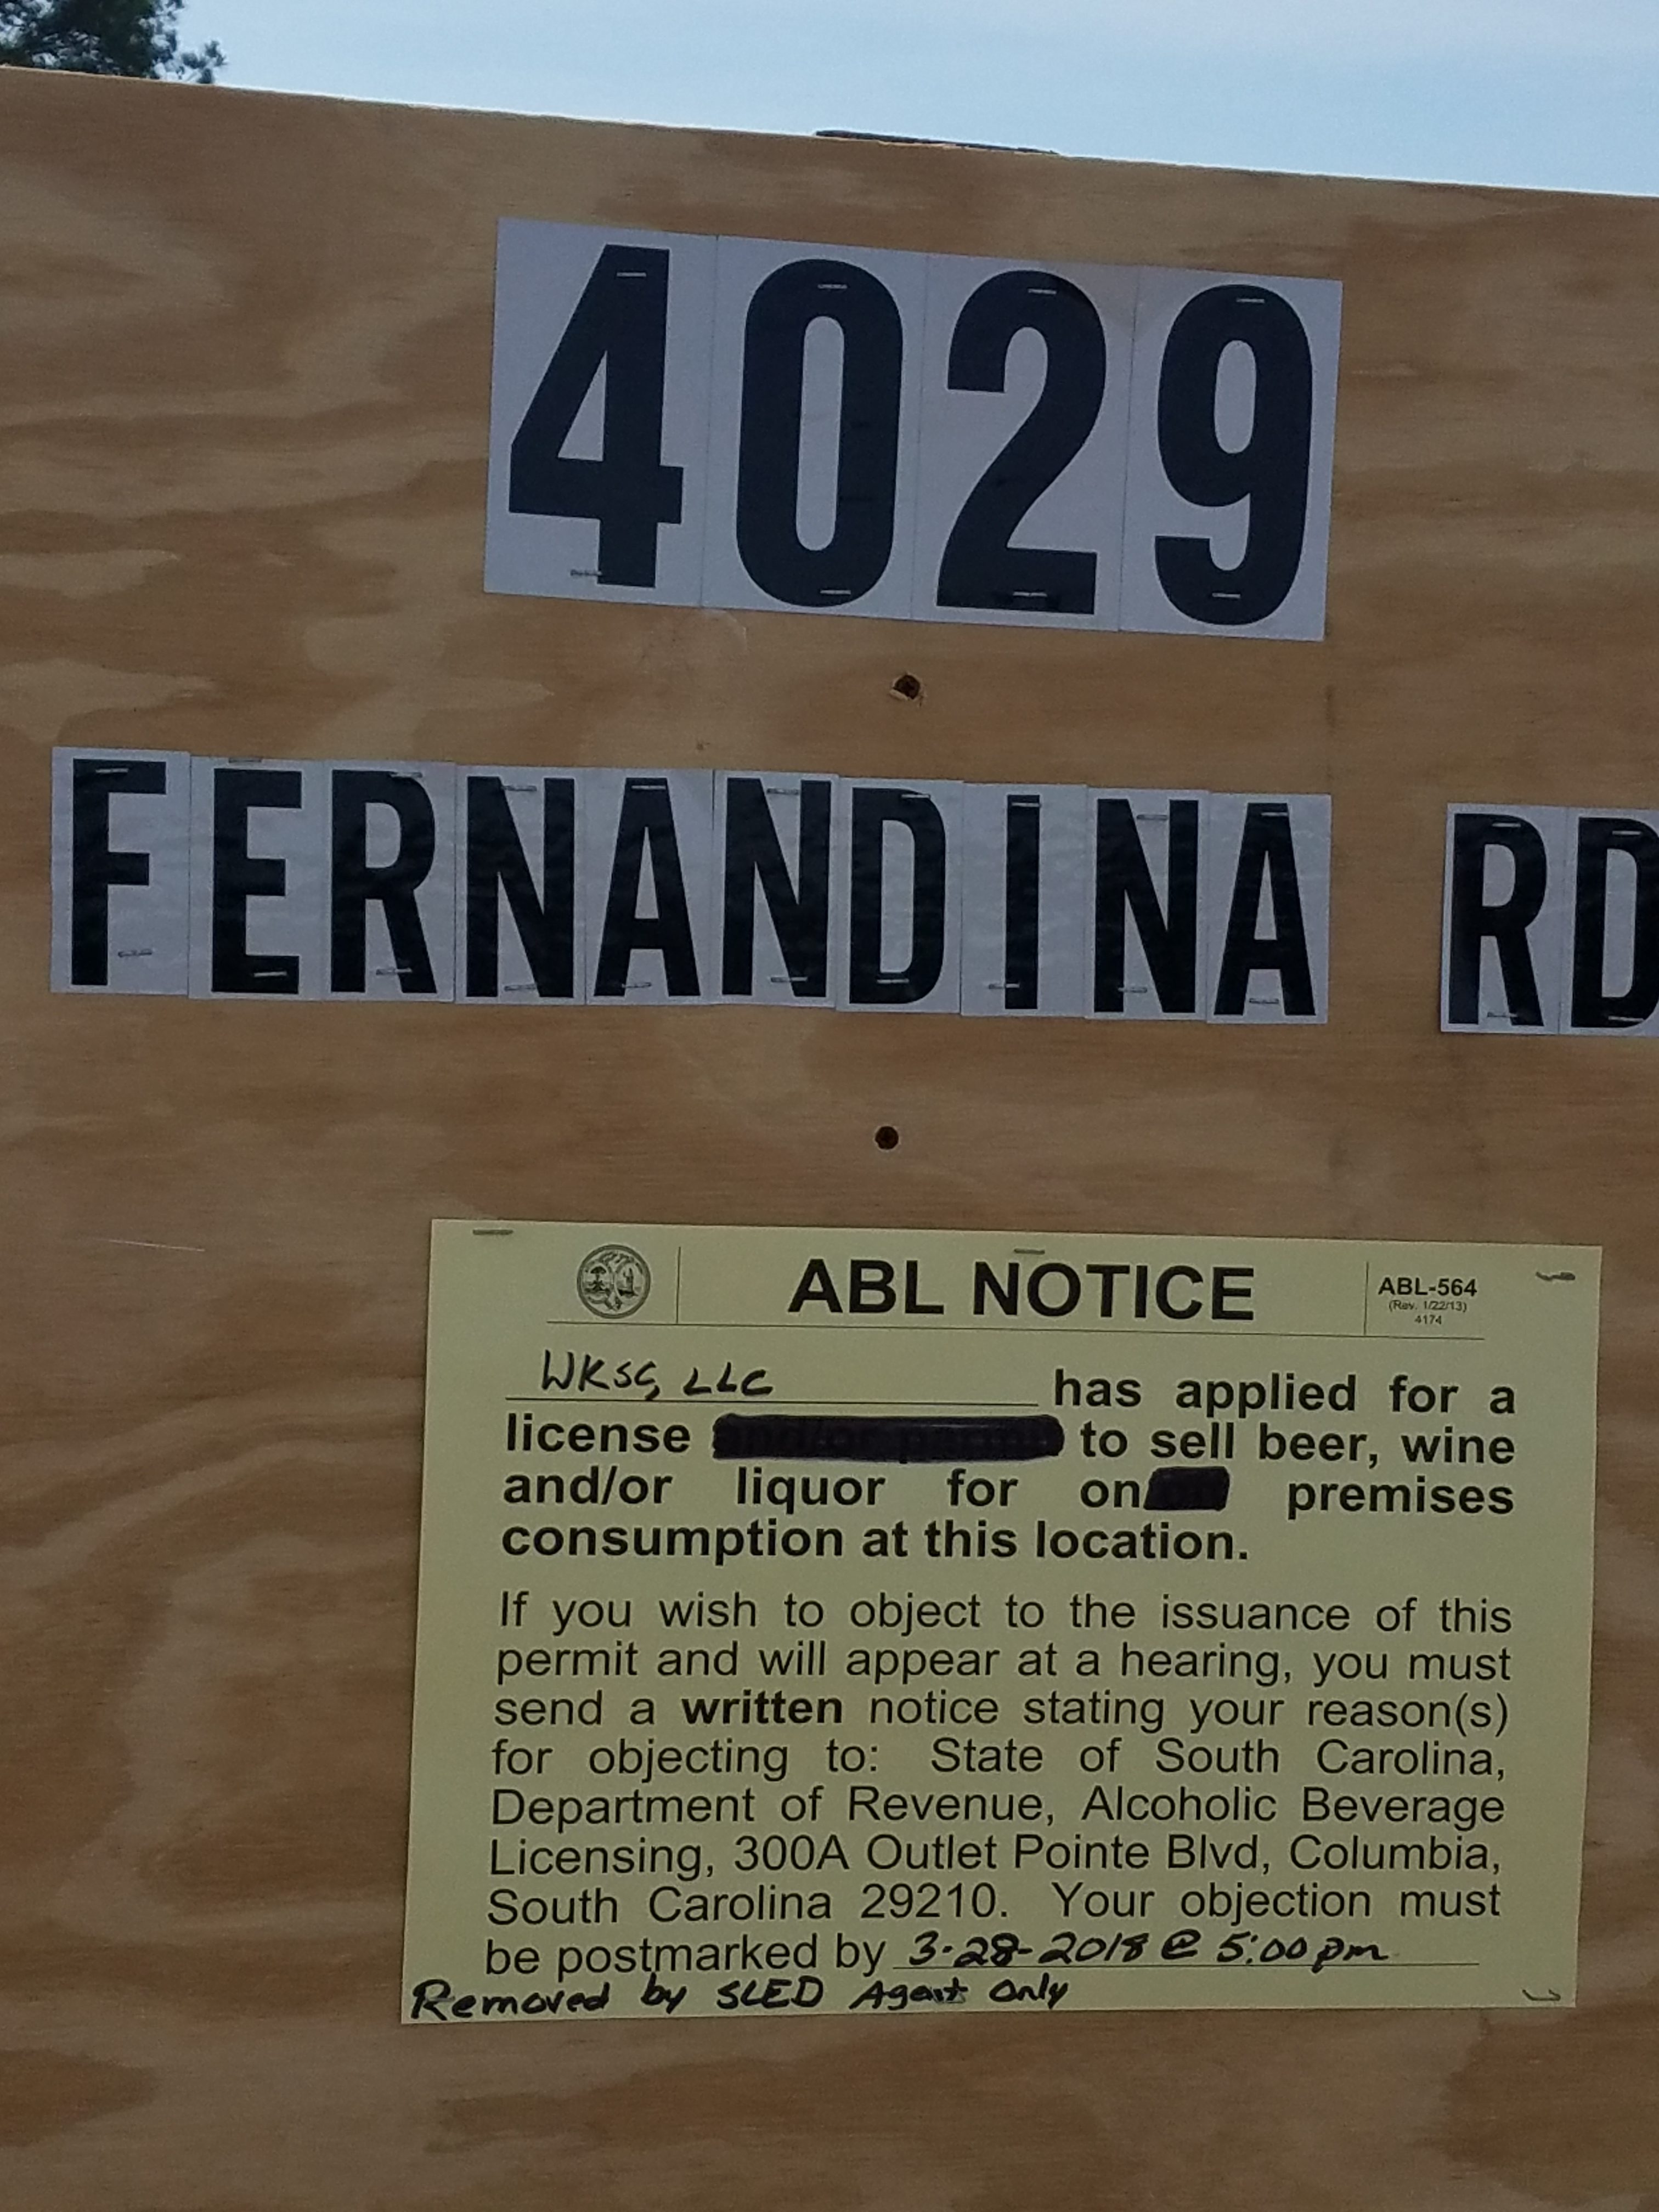 4029
FERNANDINA RD
ABL NOTICE
ABL-564
(Rev. 1/22/13)
4174
WKSG, LLC has applied for a
license to sell beer, wine
and/or liquor for on premises
consumption at this location.
If you wish to object to the issuance of this
permit and will appear at a hearing, you must
send a written notice stating your reason(s)
for objecting to: State of South Carolina,
Department of Revenue, Alcoholic Beverage
Licensing, 300A Outlet Pointe Blvd, Columbia,
South Carolina 29210. Your objection must
be postmarked by 3-28-2018 @ 5:00 pm
Removed by SLED Agent Only